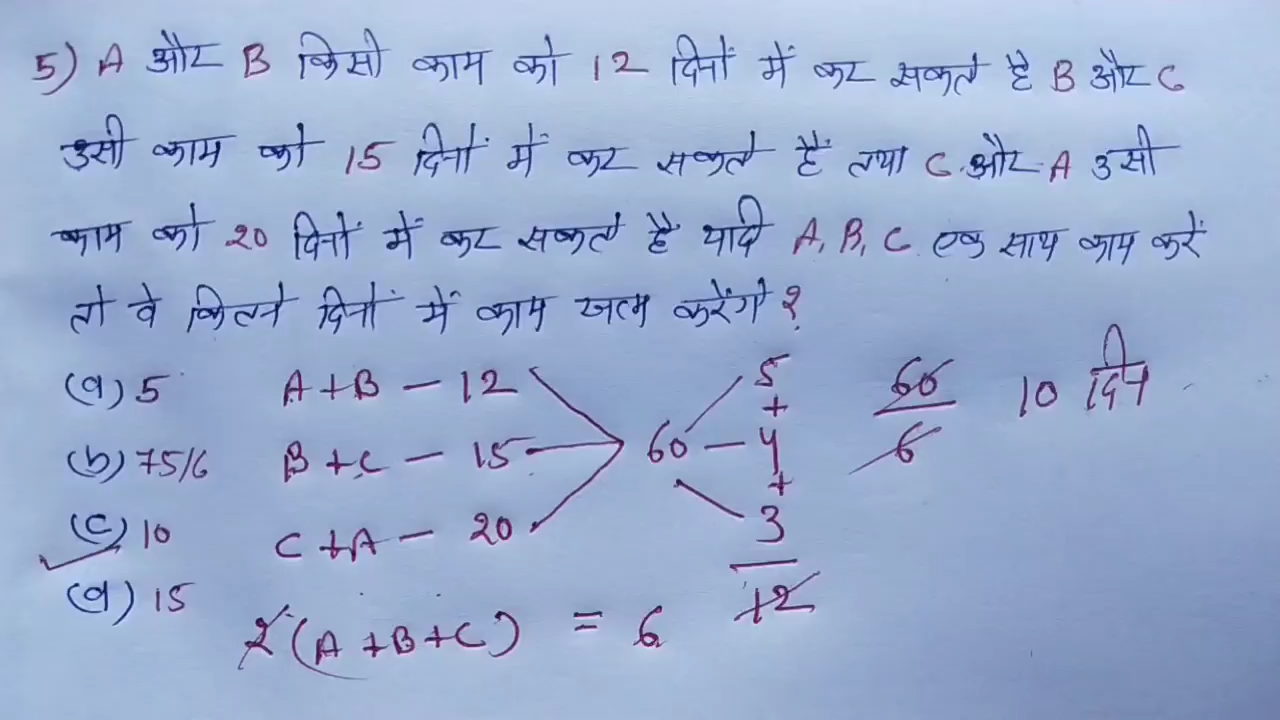 5) A और B किसी काम को 12 दिनों में कर सकते है B और C
उसी काम को 15 दिनों में कर सकते हैं तथा C और A उसी
काम को 20 दिनों में कर सकते है यदि A, B, C एक साथ काम करें
तो वे कितने दिनों में काम खत्म करेंगे ?
(a) 5 A+B — 12 5 60/6 10 दिन
+
(b) 75/6 B+C — 15 60 — 4
+
(c) 10 C+A — 20 3
(d) 15 12
2(A+B+C) = 6